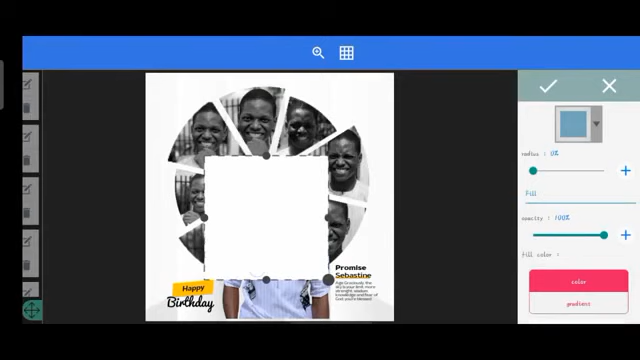 radius : 0%
Fill
opacity : 100%
Fill color :
color
gradient
Promise
Sebastine
Happy
Birthday